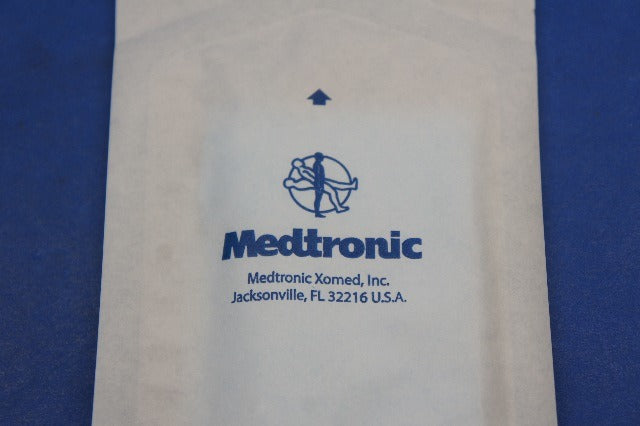 Medtronic
Medtronic Xomed, Inc.
Jacksonville, FL 32216 U.S.A.